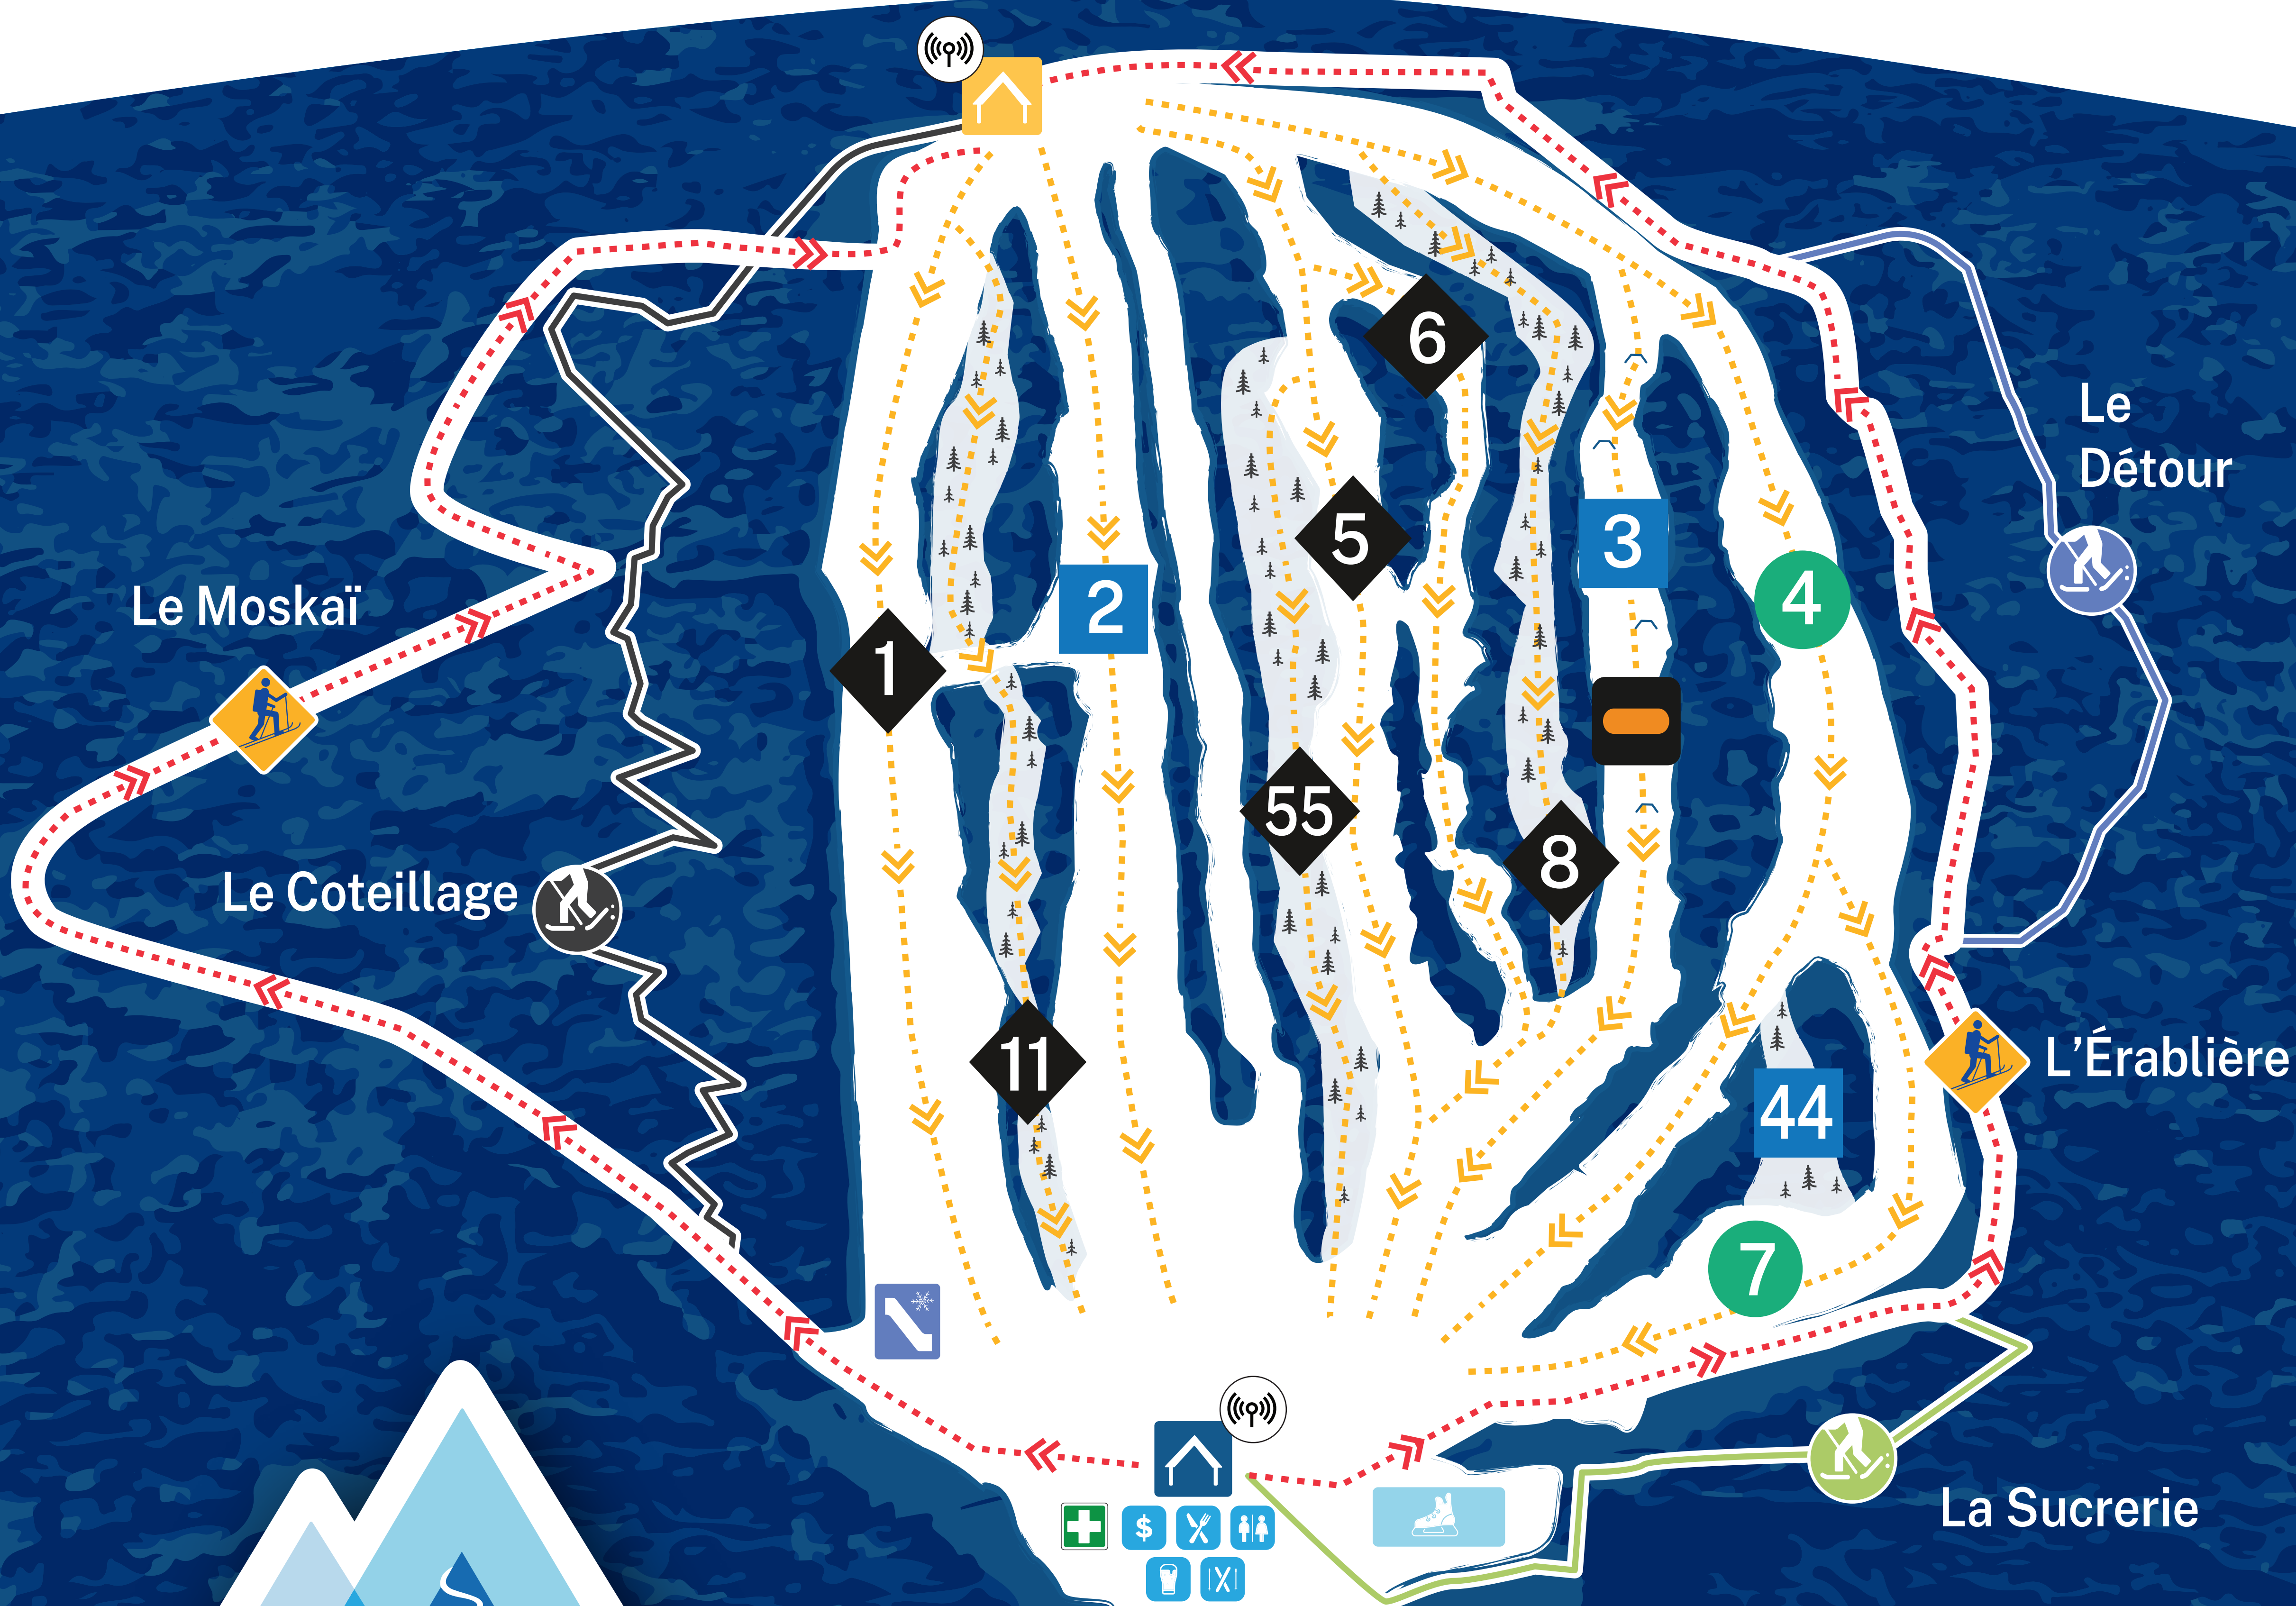 6
Le
Détour
5
3
4
Le Moskaï
2
1
55
8
Le Coteillage
11
L'Érablière
44
7
$
La Sucrerie